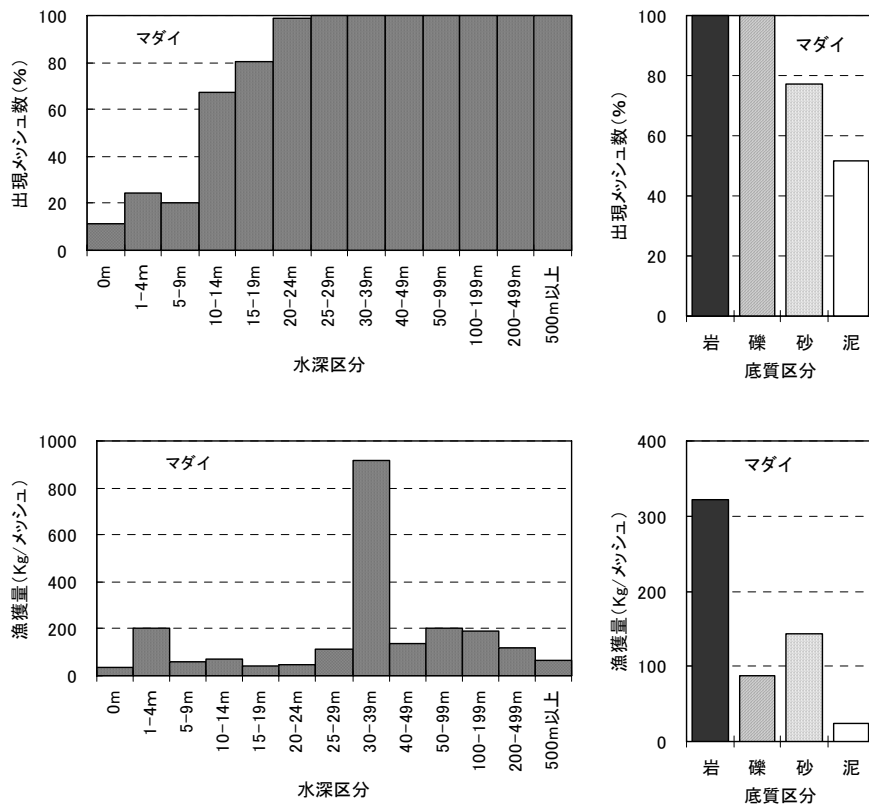 マダイ
出現メッシュ数(%)
100
80
60
40
20
0
0m
1-4m
5-9m
10-14m
15-19m
20-24m
25-29m
30-39m
40-49m
50-99m
100-199m
200-499m
500m以上
水深区分
マダイ
出現メッシュ数(%)
100
80
60
40
20
0
岩 礫 砂 泥
底質区分
マダイ
漁獲量(Kg/メッシュ)
1000
800
600
400
200
0
0m
1-4m
5-9m
10-14m
15-19m
20-24m
25-29m
30-39m
40-49m
50-99m
100-199m
200-499m
500m以上
水深区分
マダイ
漁獲量(Kg/メッシュ)
400
300
200
100
0
岩 礫 砂 泥
底質区分